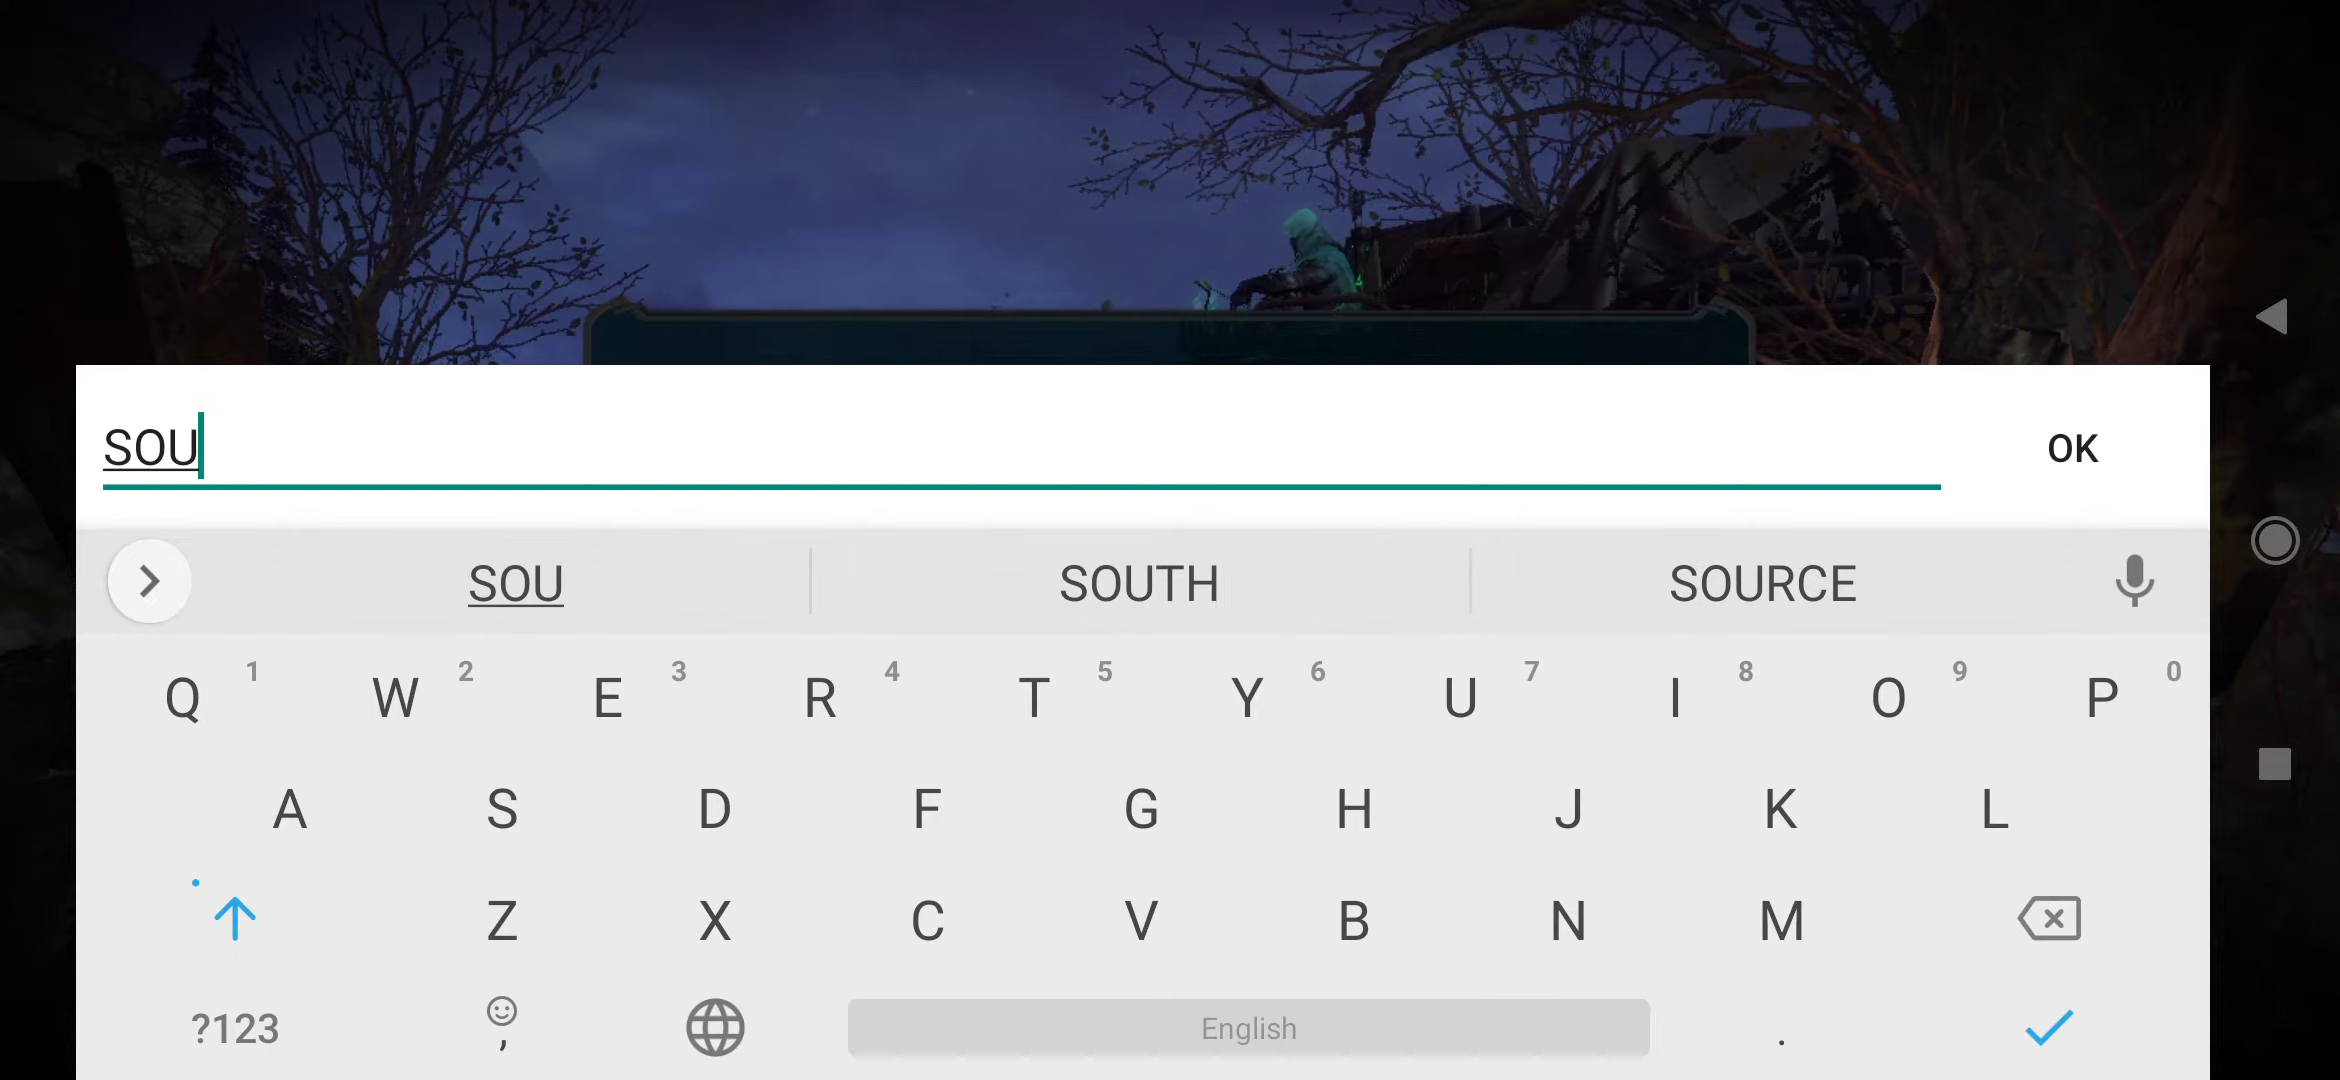 SOU
OK
SOU SOUTH SOURCE
Q 1 W 2 E 3 R 4 T 5 Y 6 U 7 I 8 O 9 P 0
A S D F G H J K L
Z X C V B N M
?123 , English .